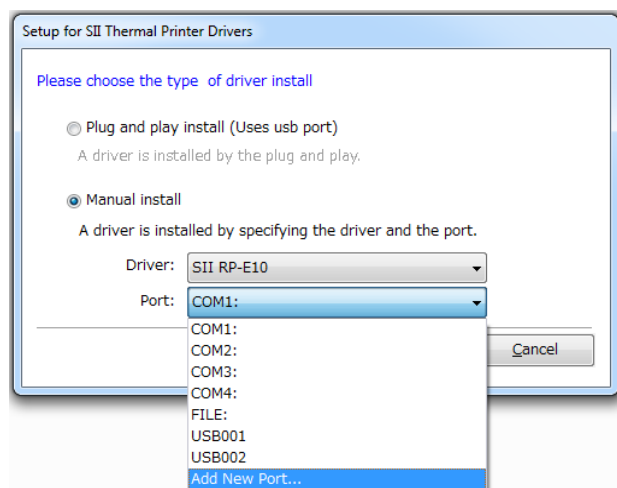 Setup for SII Thermal Printer Drivers
Please choose the type of driver install
Plug and play install (Uses usb port)
A driver is installed by the plug and play.
Manual install
A driver is installed by specifying the driver and the port.
Driver: SII RP-E10
Port: COM1:
COM1:
COM2:
COM3:
COM4:
FILE:
USB001
USB002
Add New Port...
Cancel